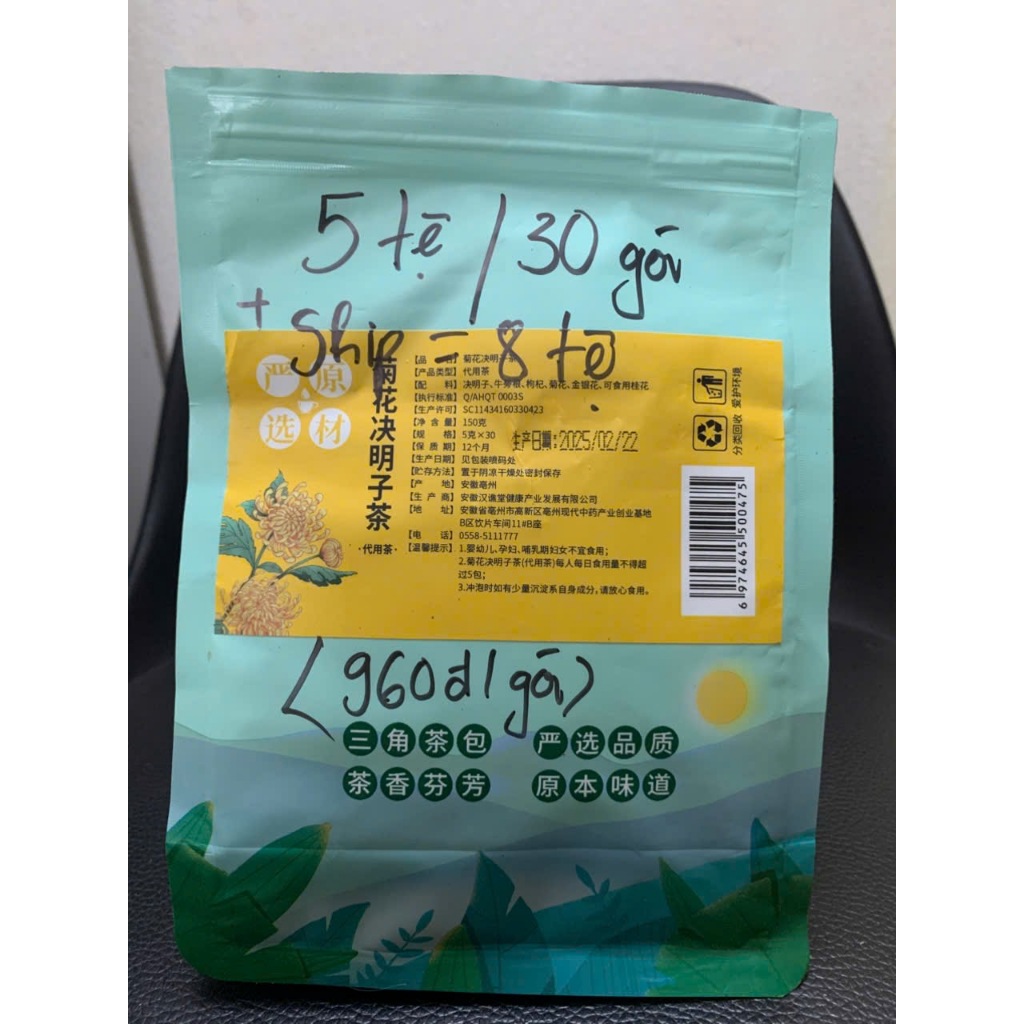 5 tệ / 30 gói
+ Ship = 8 tệ
严原
选材
菊花决明子茶
·代用茶·
【品 名】菊花决明子茶
【产品类型】代用茶
【配 料】决明子、牛蒡根、枸杞、菊花、金银花、可食用桂花
【执行标准】Q/AHQT 0003S
【生产许可】SC11434160330423
【净 含 量】150克
【规 格】5克×30
【保 质 期】12个月
生产日期:2025/02/22
【生产日期】见包装喷码处
【贮存方法】置于阴凉干燥处密封保存
【产 地】安徽亳州
【生 产 商】安徽汉谯堂健康产业发展有限公司
【地 址】安徽省亳州市高新区亳州现代中药产业创业基地
B区饮片车间11#B座
【电 话】0558-5111777
【温馨提示】1.婴幼儿、孕妇、哺乳期妇女不宜食用;
2.菊花决明子茶(代用茶)每人每日食用量不得超
过5包;
3.冲泡时如有少量沉淀系自身成分,请放心食用。
爱护环境
分类回收
6974645500475
(960đ/gói)
三角茶包 严选品质
茶香芬芳 原本味道